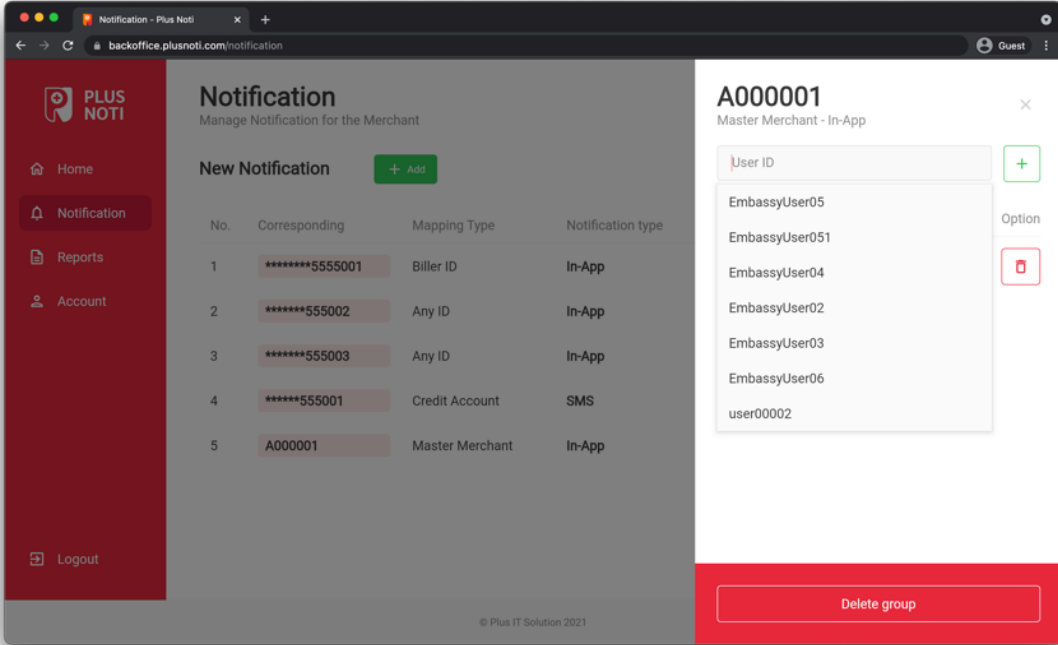 Notification - Plus Noti
backoffice.plusnoti.com/notification
Guest
PLUS
NOTI
Home
Notification
Reports
Account
Logout
Notification
Manage Notification for the Merchant
New Notification
+ Add
No. Corresponding Mapping Type Notification type
1 ********5555001 Biller ID In-App
2 *******555002 Any ID In-App
3 *******555003 Any ID In-App
4 ******555001 Credit Account SMS
5 A000001 Master Merchant In-App
© Plus IT Solution 2021
A000001
Master Merchant - In-App
User ID
+
EmbassyUser05
EmbassyUser051
EmbassyUser04
EmbassyUser02
EmbassyUser03
EmbassyUser06
user00002
Option
Delete group